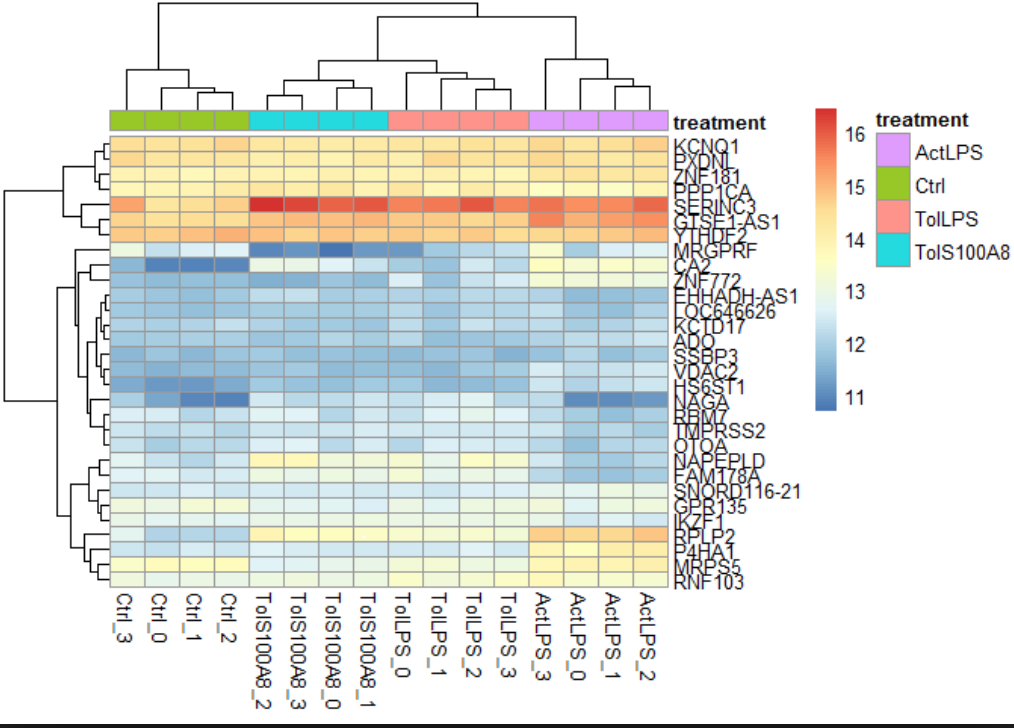 treatment
KCNQ1
PXDNL
ZNF181
PPP1CA
SERINC3
GTSE1-AS1
YTHDF2
MRGPRF
CA2
ZNF772
EHHADH-AS1
LOC646626
KCTD17
ADO
SSBP3
VDAC2
HS6ST1
NAGA
RBM7
TMPRSS2
OTOA
NAPEPLD
FAM178A
SNORD116-21
GPR135
IKZF1
RPLP2
P4HA1
MRPS5
RNF103
Ctrl_3
Ctrl_0
Ctrl_1
Ctrl_2
TolS100A8_2
TolS100A8_3
TolS100A8_0
TolS100A8_1
TolLPS_0
TolLPS_1
TolLPS_2
TolLPS_3
ActLPS_3
ActLPS_0
ActLPS_1
ActLPS_2
16
15
14
13
12
11
treatment
ActLPS
Ctrl
TolLPS
TolS100A8